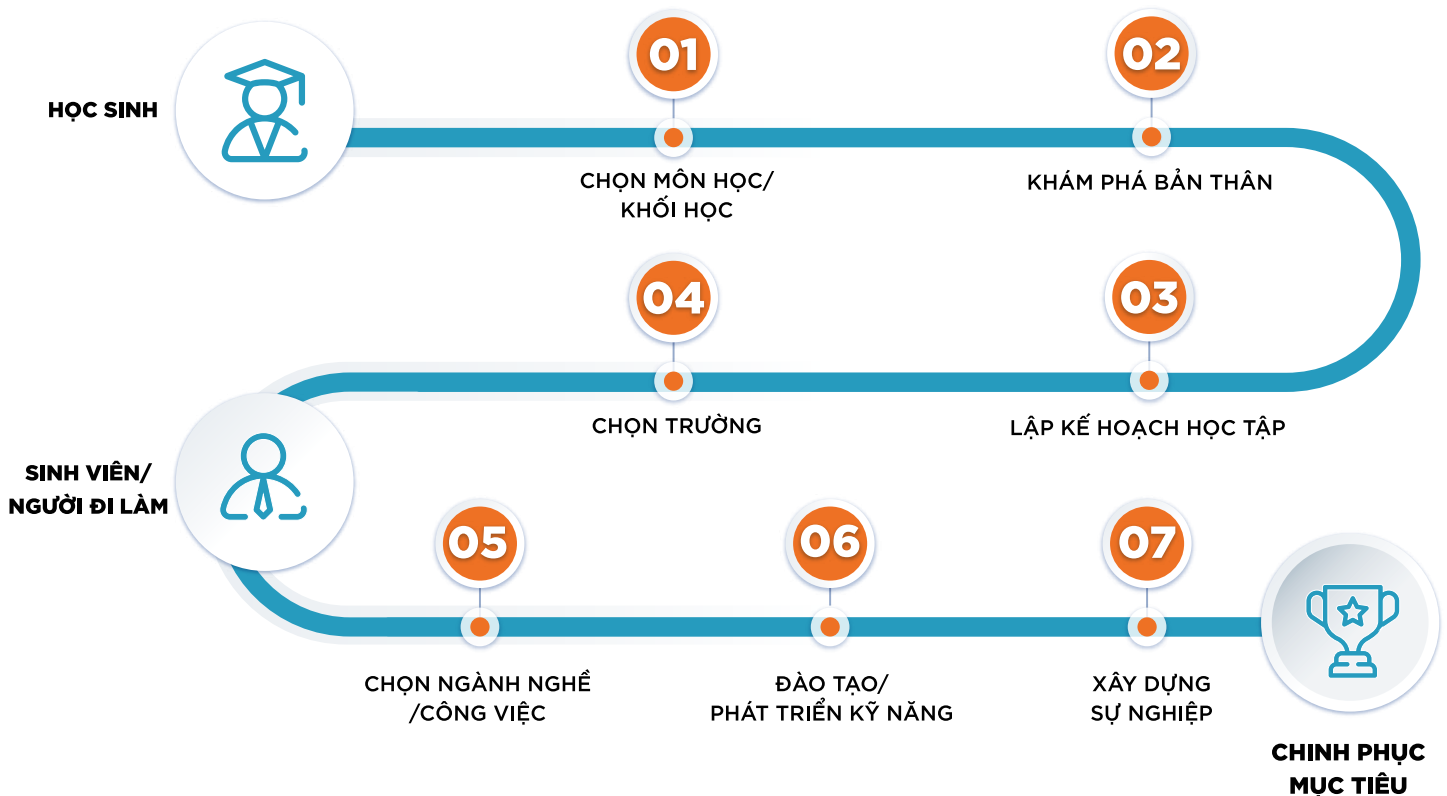 HỌC SINH
01
CHỌN MÔN HỌC/
KHỐI HỌC
02
KHÁM PHÁ BẢN THÂN
03
LẬP KẾ HOẠCH HỌC TẬP
04
CHỌN TRƯỜNG
SINH VIÊN/
NGƯỜI ĐI LÀM
05
CHỌN NGÀNH NGHỀ
/CÔNG VIỆC
06
ĐÀO TẠO/
PHÁT TRIỂN KỸ NĂNG
07
XÂY DỰNG
SỰ NGHIỆP
CHINH PHỤC
MỤC TIÊU